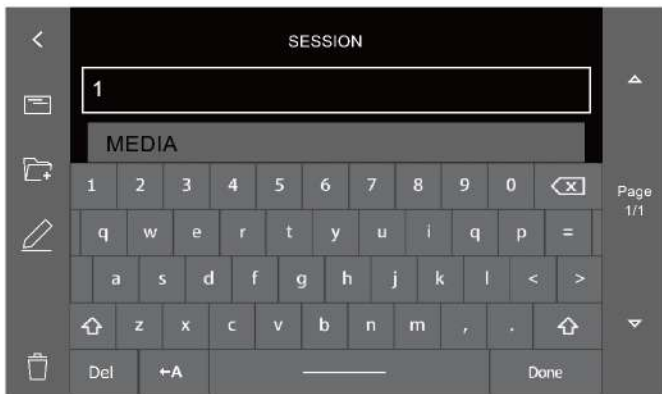 SESSION
1
MEDIA
1 2 3 4 5 6 7 8 9 0
Page
1/1
q w e r t y u i q p =
a s d f g h j k l < >
z x c v b n m , .
Del ←A Done